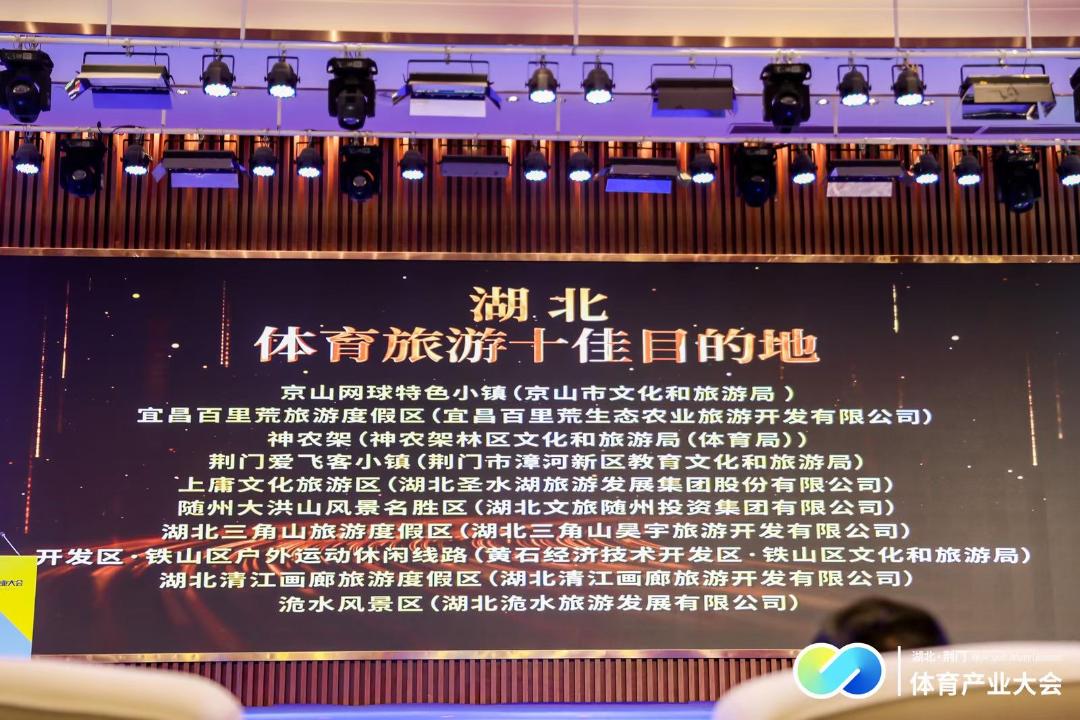 湖北
体育旅游十佳目的地
京山网球特色小镇（京山市文化和旅游局）
宜昌百里荒旅游度假区（宜昌百里荒生态农业旅游开发有限公司）
神农架（神农架林区文化和旅游局（体育局））
荆门爱飞客小镇（荆门市漳河新区教育文化和旅游局）
上庸文化旅游区（湖北圣水湖旅游发展集团股份有限公司）
随州大洪山风景名胜区（湖北文旅随州投资集团有限公司）
湖北三角山旅游度假区（湖北三角山昊宇旅游开发有限公司）
开发区·铁山区户外运动休闲线路（黄石经济技术开发区·铁山区文化和旅游局）
湖北清江画廊旅游度假区（湖北清江画廊旅游开发有限公司）
洈水风景区（湖北洈水旅游发展有限公司）
业大会
湖北·荆门
体育产业大会